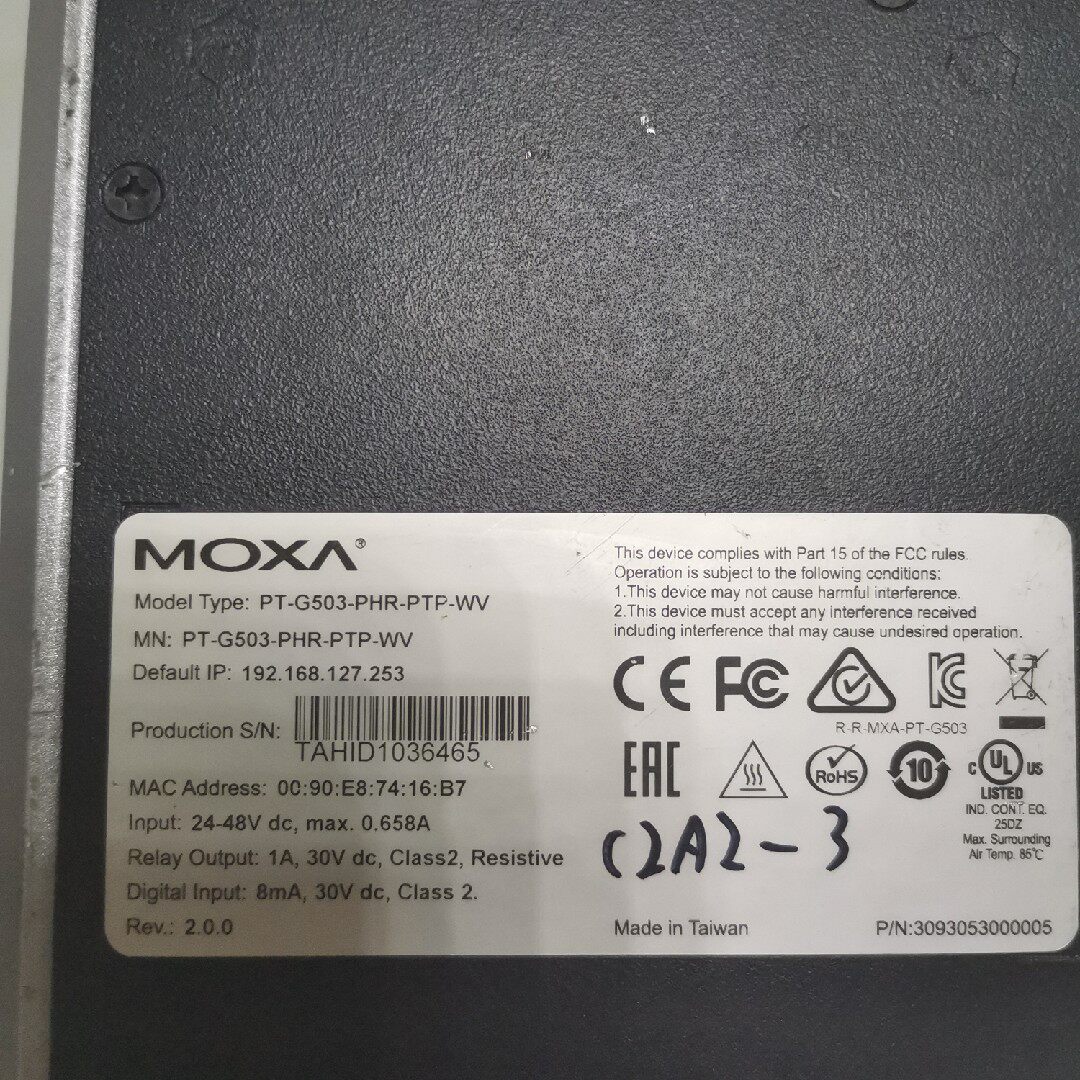 MOXA®
Model Type: PT-G503-PHR-PTP-WV
MN: PT-G503-PHR-PTP-WV
Default IP: 192.168.127.253
Production S/N:
TAHID1036465
MAC Address: 00:90:E8:74:16:B7
Input: 24-48V dc, max. 0.658A
Relay Output: 1A, 30V dc, Class2, Resistive
Digital Input: 8mA, 30V dc, Class 2.
Rev.: 2.0.0
This device complies with Part 15 of the FCC rules.
Operation is subject to the following conditions:
1.This device may not cause harmful interference.
2.This device must accept any interference received
including interference that may cause undesired operation.
CE FC KC
R-R-MXA-PT-G503
EAC RoHS 10 c UL US
LISTED
IND. CONT. EQ.
25DZ
Max. Surrounding
Air Temp. 85℃
C2A2-3
Made in Taiwan
P/N:3093053000005